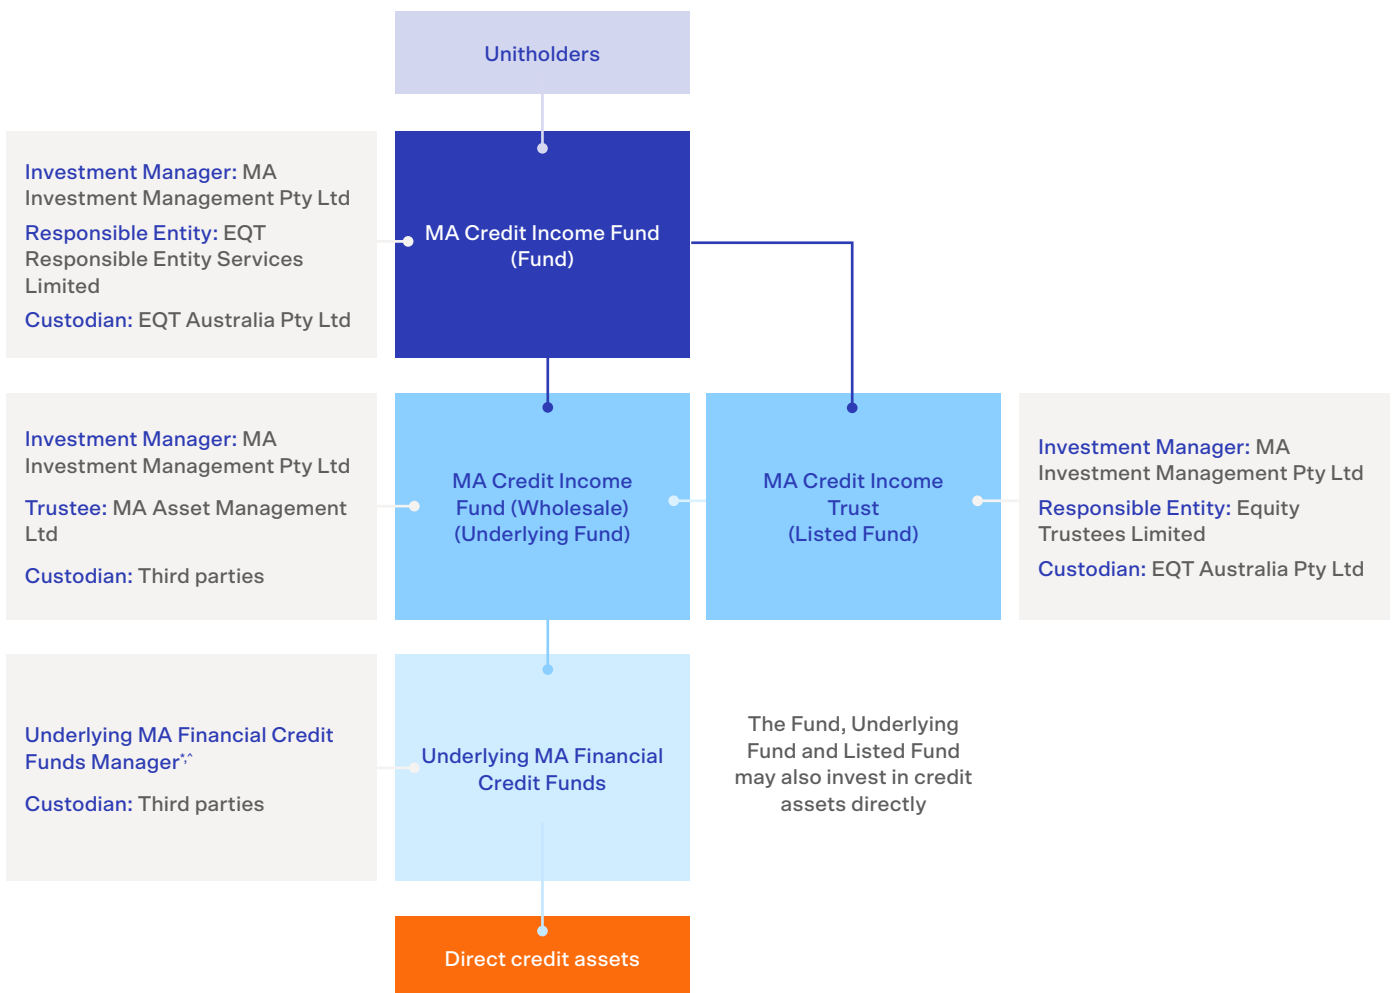 Unitholders
Investment Manager: MA
Investment Management Pty Ltd
Responsible Entity: EQT
Responsible Entity Services
Limited
Custodian: EQT Australia Pty Ltd
MA Credit Income Fund
(Fund)
Investment Manager: MA
Investment Management Pty Ltd
Trustee: MA Asset Management
Ltd
Custodian: Third parties
MA Credit Income
Fund (Wholesale)
(Underlying Fund)
MA Credit Income
Trust
(Listed Fund)
Investment Manager: MA
Investment Management Pty Ltd
Responsible Entity: Equity
Trustees Limited
Custodian: EQT Australia Pty Ltd
Underlying MA Financial Credit
Funds Manager*,^
Custodian: Third parties
Underlying MA Financial
Credit Funds
The Fund, Underlying
Fund and Listed Fund
may also invest in credit
assets directly
Direct credit assets